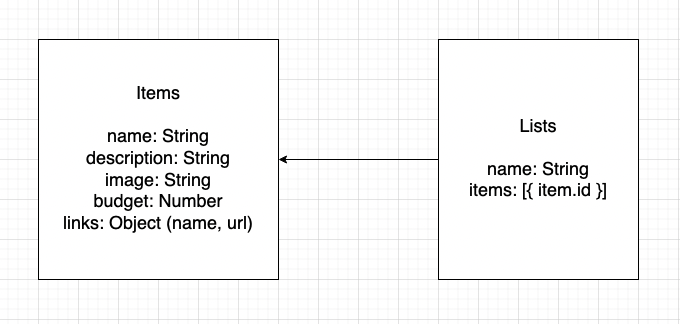 Items
name: String
description: String
image: String
budget: Number
links: Object (name, url)
Lists
name: String
items: [{ item.id }]